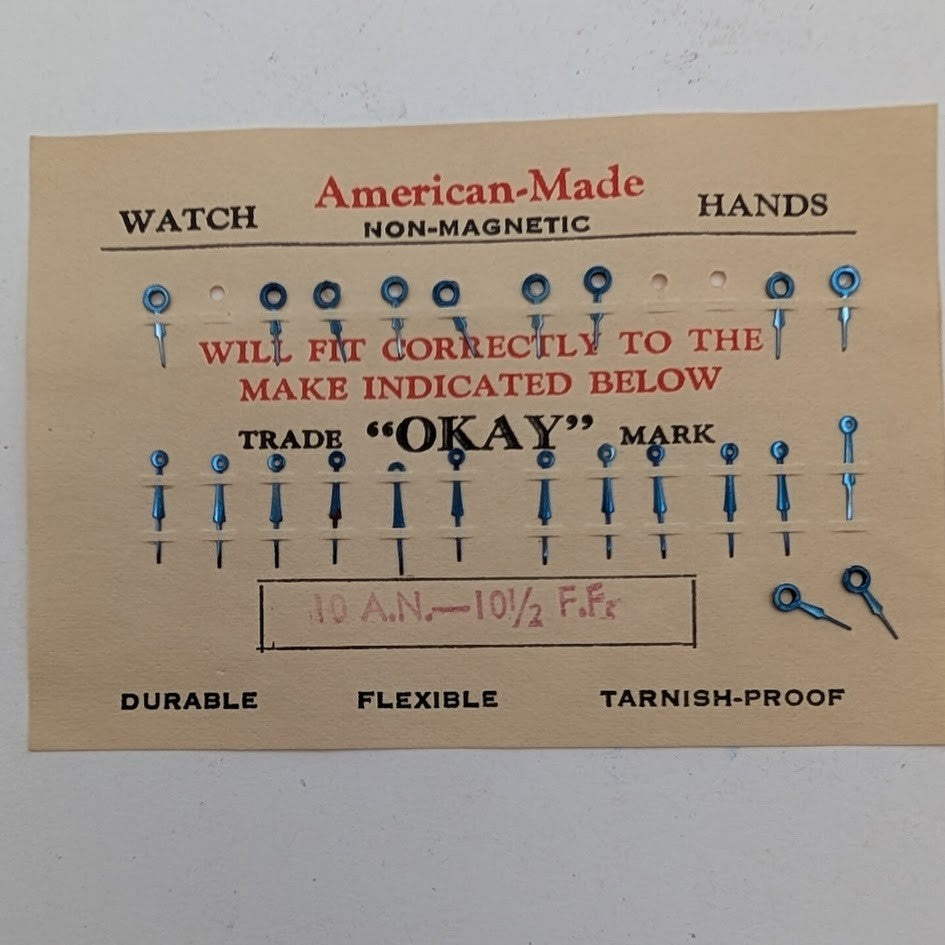 American-Made
WATCH NON-MAGNETIC HANDS
WILL FIT CORRECTLY TO THE
MAKE INDICATED BELOW
TRADE “OKAY” MARK
10 A.N.—10½ F.F.
DURABLE FLEXIBLE TARNISH-PROOF